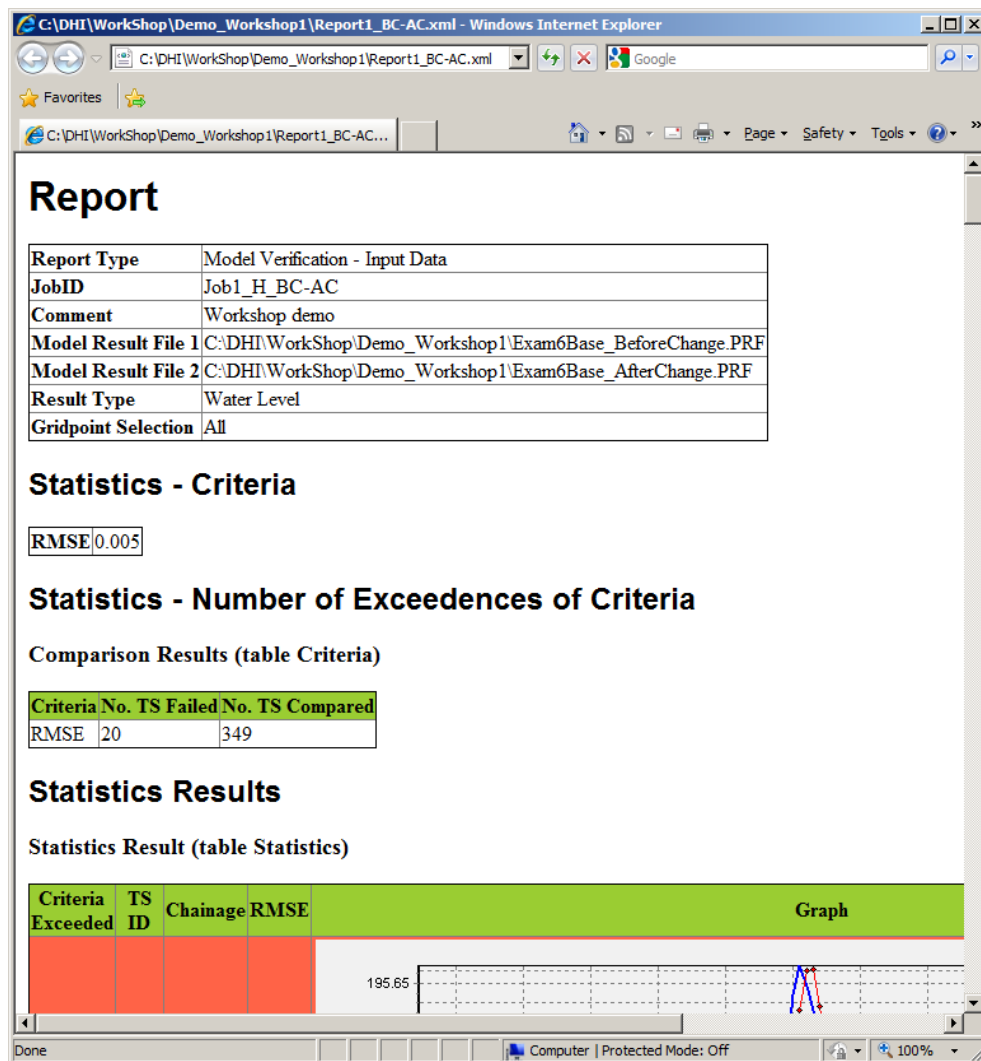 C:\DHI\WorkShop\Demo_Workshop1\Report1_BC-AC.xml - Windows Internet Explorer
C:\DHI\WorkShop\Demo_Workshop1\Report1_BC-AC.xml
Google
Favorites
C:\DHI\WorkShop\Demo_Workshop1\Report1_BC-AC...
Page Safety Tools
Report
Report Type Model Verification - Input Data
JobID Job1_H_BC-AC
Comment Workshop demo
Model Result File 1 C:\DHI\WorkShop\Demo_Workshop1\Exam6Base_BeforeChange.PRF
Model Result File 2 C:\DHI\WorkShop\Demo_Workshop1\Exam6Base_AfterChange.PRF
Result Type Water Level
Gridpoint Selection All
Statistics - Criteria
RMSE 0.005
Statistics - Number of Exceedences of Criteria
Comparison Results (table Criteria)
Criteria No. TS Failed No. TS Compared
RMSE 20 349
Statistics Results
Statistics Result (table Statistics)
Criteria Exceeded TS ID Chainage RMSE Graph
195.65
Done Computer | Protected Mode: Off 100%